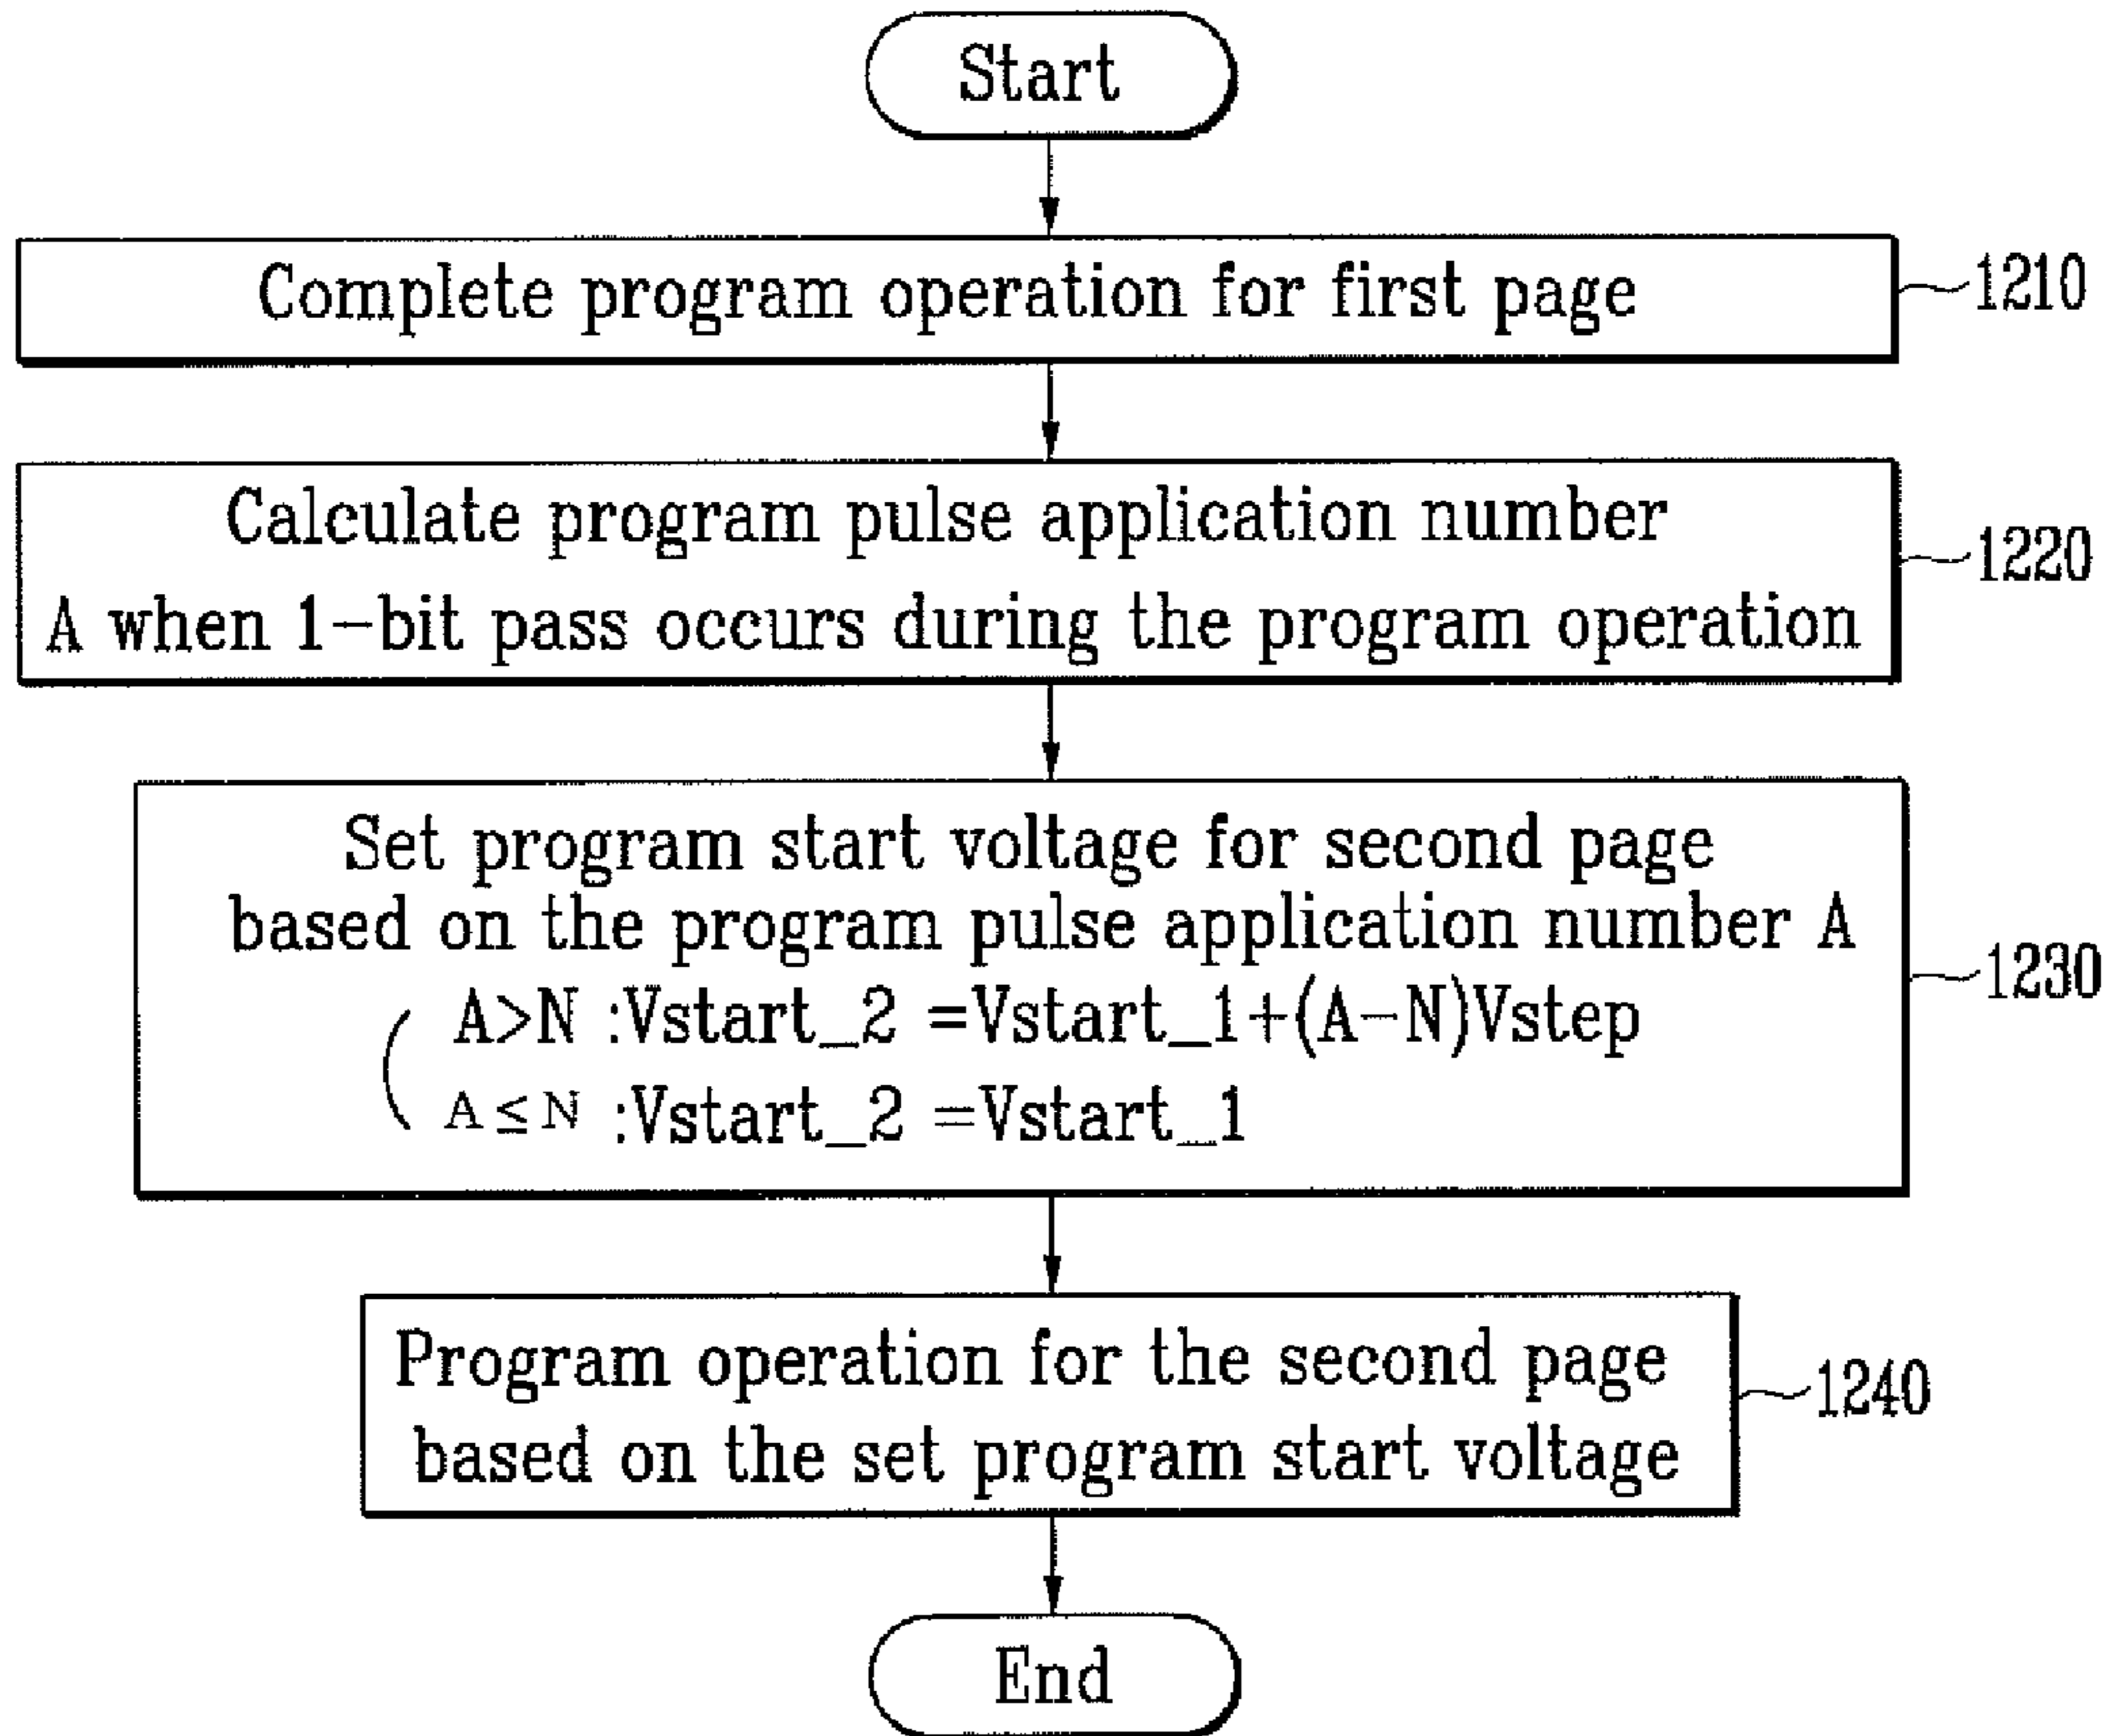 Start
Complete program operation for first page
1210
Calculate program pulse application number
A when 1-bit pass occurs during the program operation
1220
Set program start voltage for second page
based on the program pulse application number A
A>N :Vstart_2 =Vstart_1+(A-N)Vstep
A≦N :Vstart_2 =Vstart_1
1230
Program operation for the second page
based on the set program start voltage
1240
End